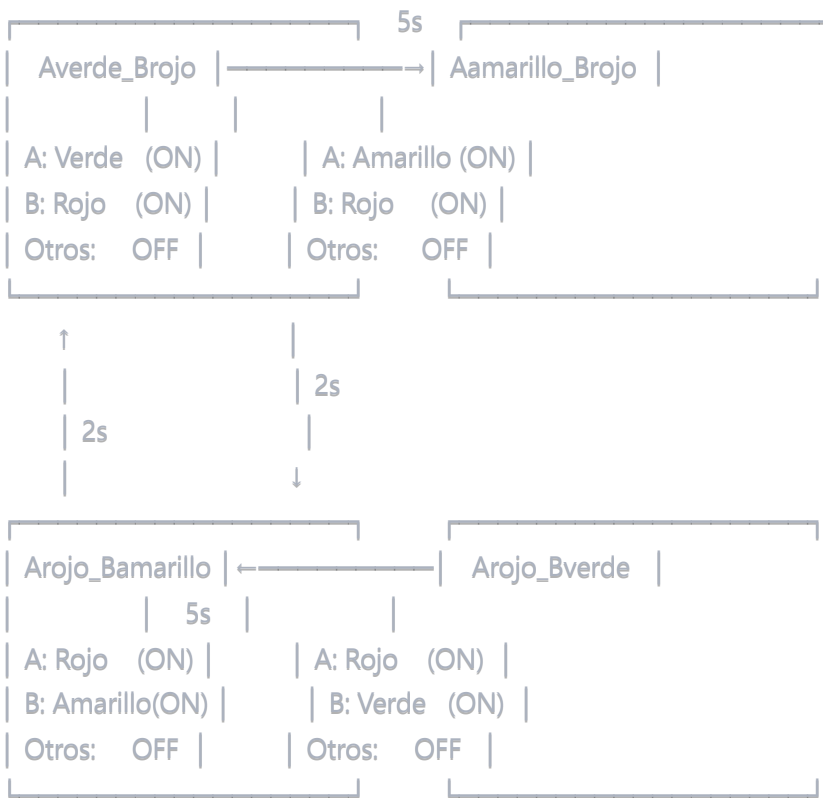 5s
Averde_Brojo Aamarillo_Brojo
A: Verde (ON) A: Amarillo (ON)
B: Rojo (ON) B: Rojo (ON)
Otros: OFF Otros: OFF
2s
2s
Arojo_Bamarillo Arojo_Bverde
5s
A: Rojo (ON) A: Rojo (ON)
B: Amarillo(ON) B: Verde (ON)
Otros: OFF Otros: OFF